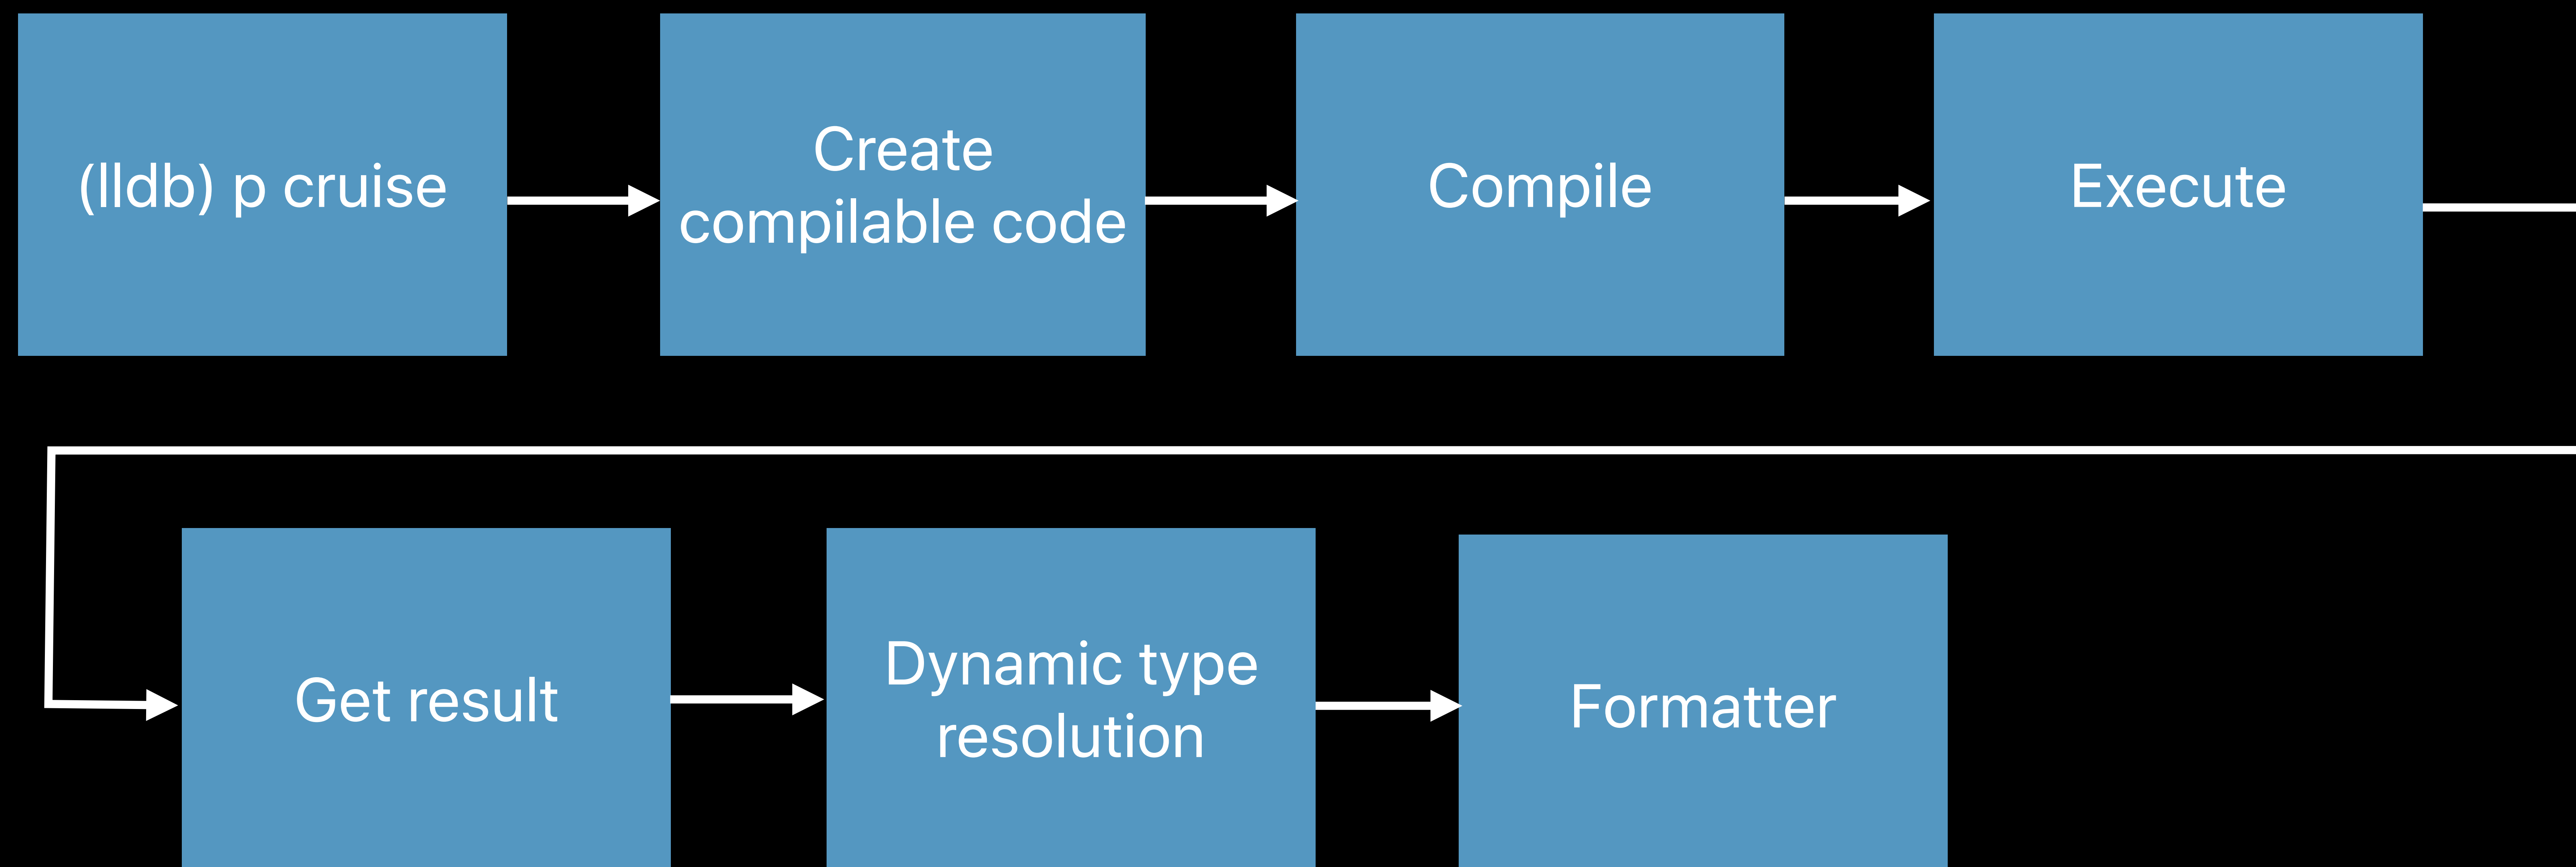 (lldb) p cruise
Create
compilable code
Compile
Execute
Get result
Dynamic type
resolution
Formatter